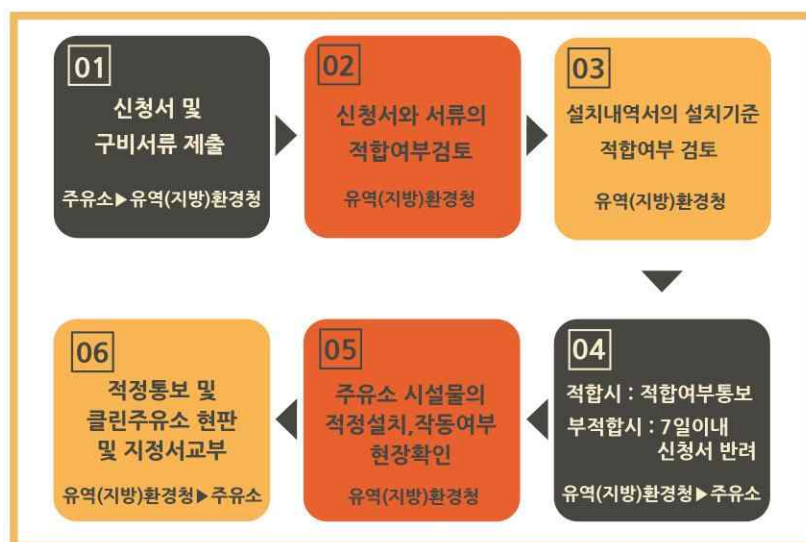 01
신청서 및
구비서류 제출
주유소▶유역(지방)환경청
02
신청서와 서류의
적합여부검토
유역(지방)환경청
03
설치내역서의 설치기준
적합여부 검토
유역(지방)환경청
04
적합시 : 적합여부통보
부적합시 : 7일이내
신청서 반려
유역(지방)환경청▶주유소
05
주유소 시설물의
적정설치,작동여부
현장확인
유역(지방)환경청
06
적정통보 및
클린주유소 현판
및 지정서교부
유역(지방)환경청▶주유소